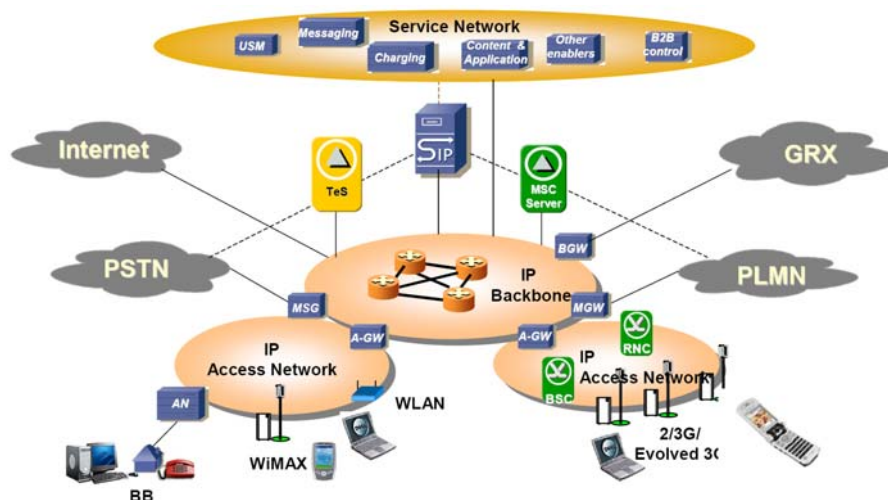 Service Network
USM
Messaging
Charging
Content &
Application
Other
enablers
B2B
control
Internet
TeS
SIP
MSC
Server
GRX
PSTN
BGW
IP
Backbone
PLMN
MSG
MGW
A-GW
A-GW
IP
Access Network
RNC
IP
Access Network
BSC
AN
WLAN
WiMAX
2/3G/
Evolved 3G
BB